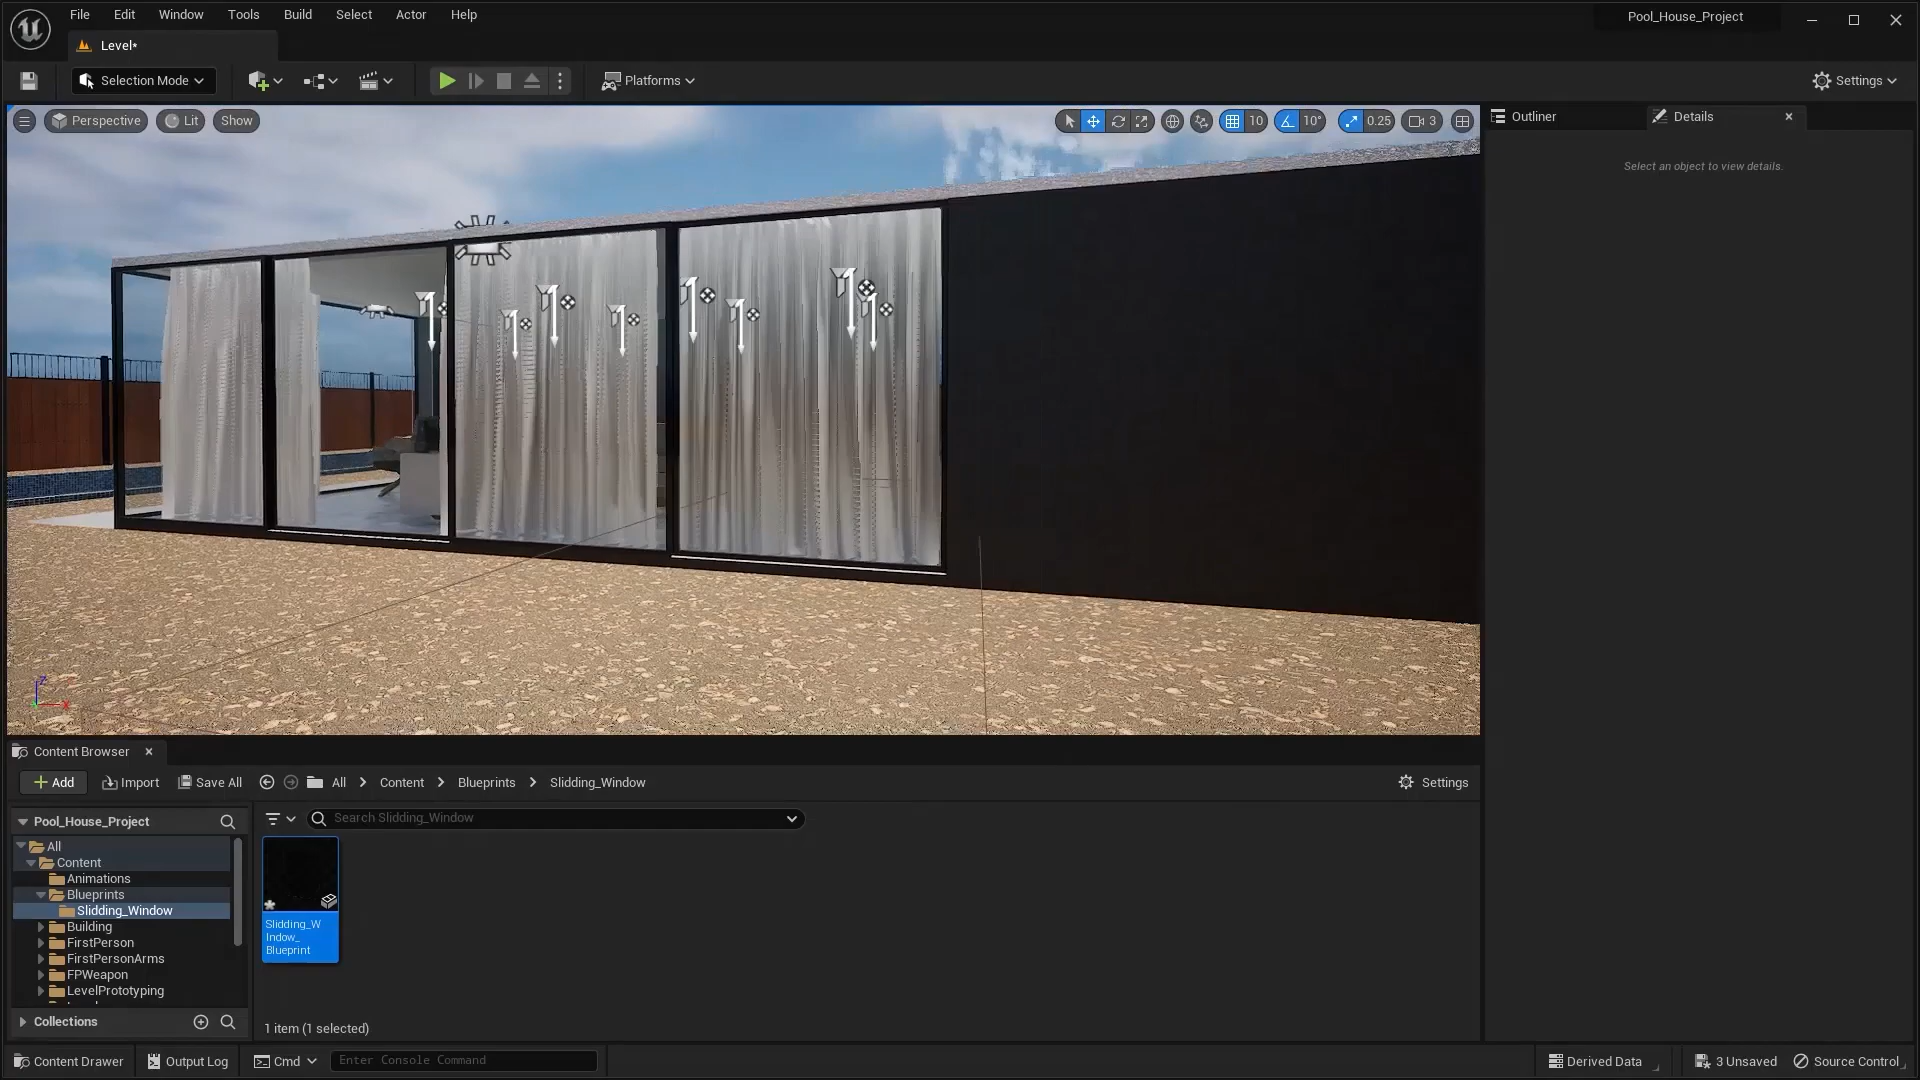 File Edit Window Tools Build Select Actor Help
Pool_House_Project
Level*
Selection Mode
Platforms
Settings
Perspective Lit Show
10 10° 0.25 3
Outliner Details
Select an object to view details.
Content Browser
Add Import Save All All Content Blueprints Slidding_Window Settings
Pool_House_Project
Search Slidding_Window
All
Content
Animations
Blueprints
Slidding_Window
Building
FirstPerson
FirstPersonArms
FPWeapon
LevelPrototyping
Slidding_W
indow_
Blueprint
Collections
1 item (1 selected)
Content Drawer Output Log Cmd Enter Console Command Derived Data 3 Unsaved Source Control
Z
X